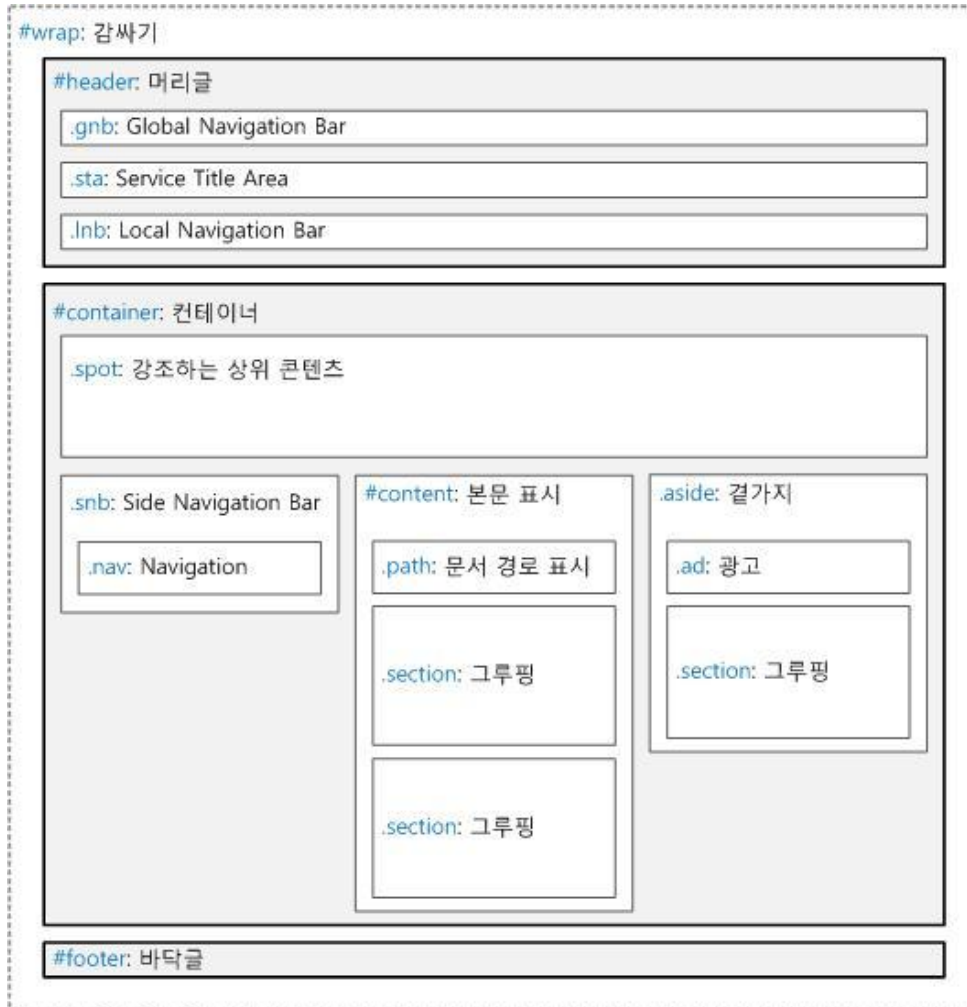 #wrap: 감싸기
#header: 머리글
.gnb: Global Navigation Bar
.sta: Service Title Area
.lnb: Local Navigation Bar
#container: 컨테이너
.spot: 강조하는 상위 콘텐츠
.snb: Side Navigation Bar
.nav: Navigation
#content: 본문 표시
.path: 문서 경로 표시
.section: 그루핑
.section: 그루핑
.aside: 곁가지
.ad: 광고
.section: 그루핑
#footer: 바닥글